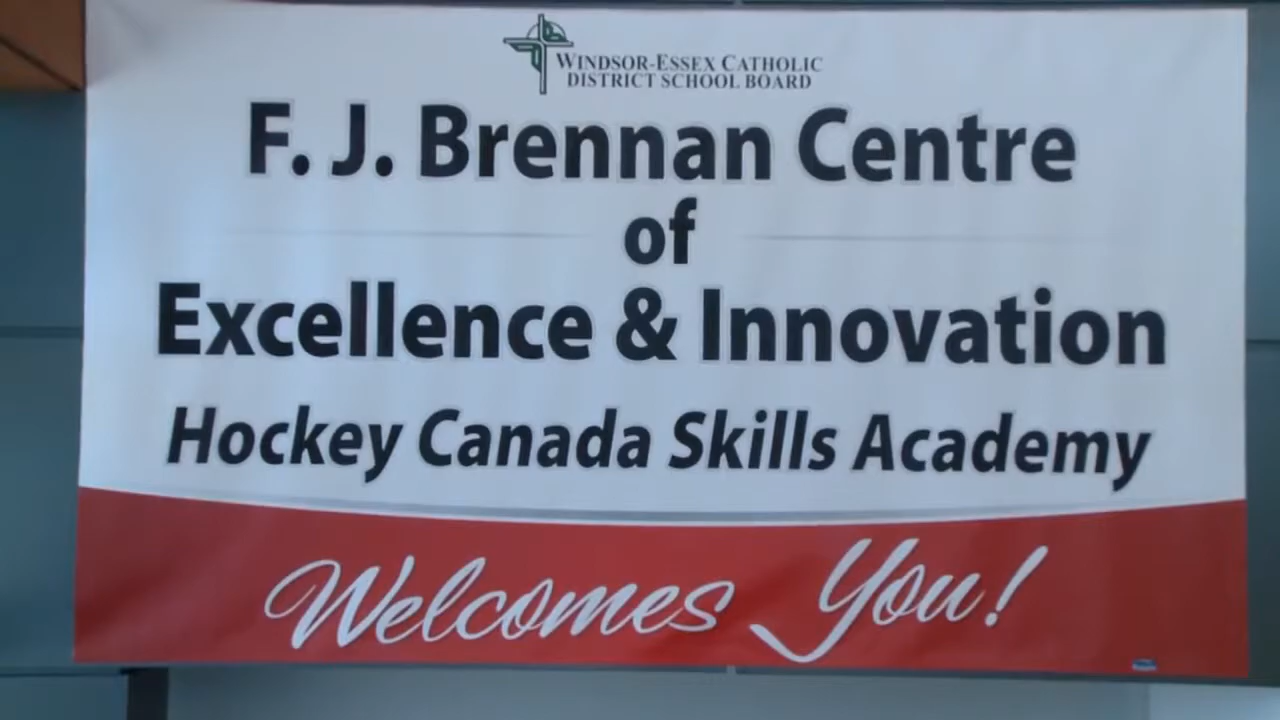 WINDSOR-ESSEX CATHOLIC
DISTRICT SCHOOL BOARD
F. J. Brennan Centre
of
Excellence & Innovation
Hockey Canada Skills Academy
Welcomes You!